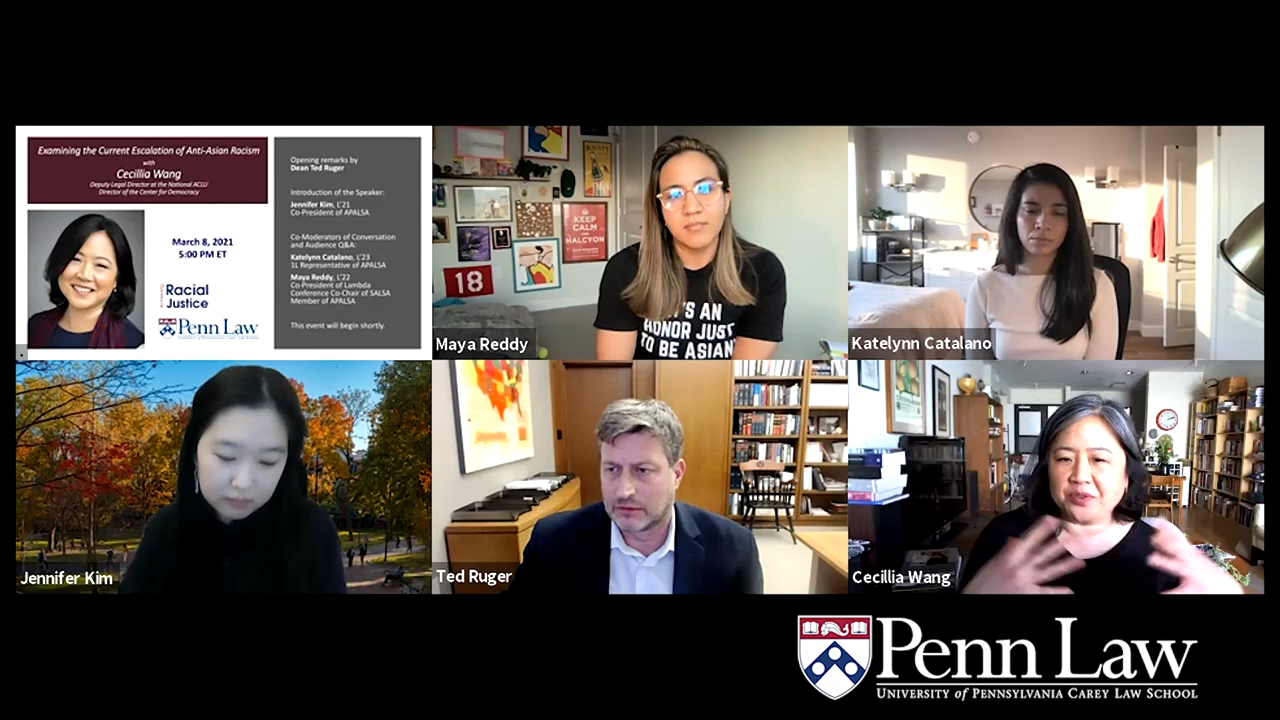 Examining the Current Escalation of Anti-Asian Racism
with
Cecillia Wang
Deputy Legal Director at the National ACLU
Director of the Center for Democracy
March 8, 2021
5:00 PM ET
Racial
Justice
Penn Law
Opening remarks by
Dean Ted Ruger
Introduction of the Speaker:
Jennifer Kim, L'21
Co-President of APALSA
Co-Moderators of Conversation
and Audience Q&A:
Katelynn Catalano, L'23
1L Representative of APALSA
Maya Reddy, L'22
Co-President of Lambda
Conference Co-Chair of SALSA
Member of APALSA
This event will begin shortly.
KEEP
CALM
HALCYON
18
IT'S AN
HONOR JUST
TO BE ASIAN
Maya Reddy
Katelynn Catalano
Jennifer Kim
Ted Ruger
Cecillia Wang
Penn Law
UNIVERSITY of PENNSYLVANIA CAREY LAW SCHOOL